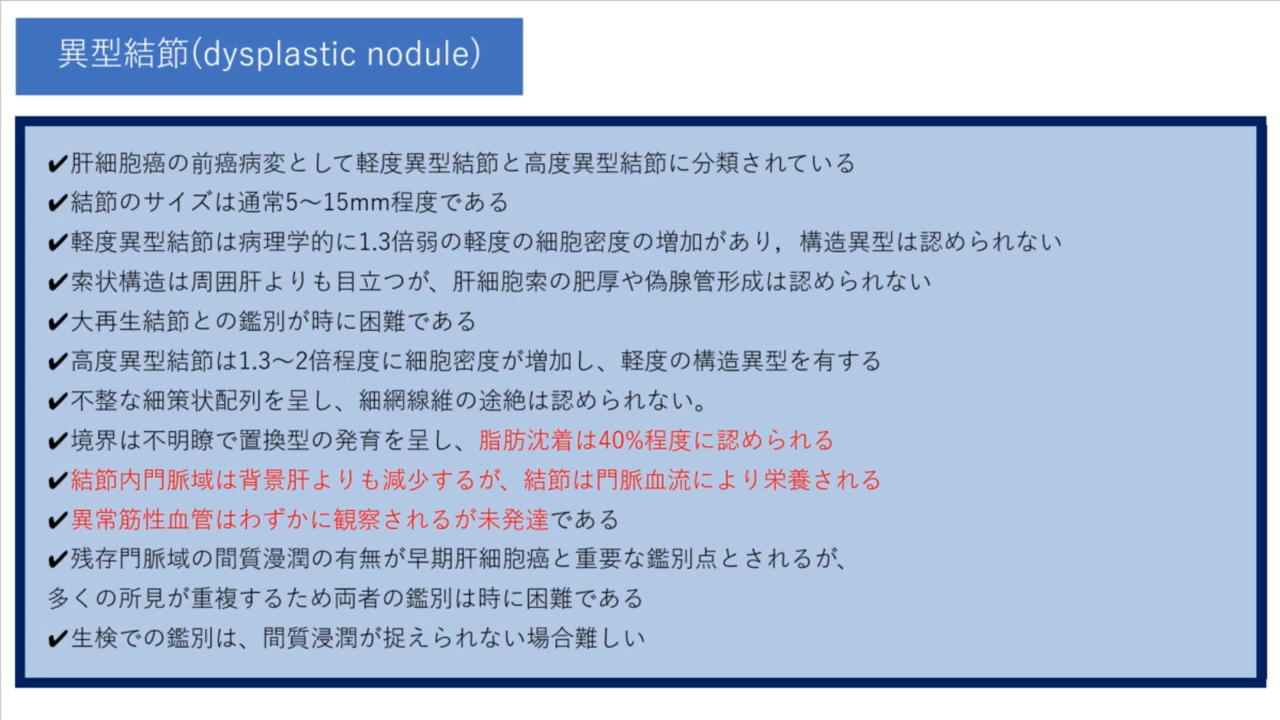 異型結節(dysplastic nodule)
✔肝細胞癌の前癌病変として軽度異型結節と高度異型結節に分類されている
✔結節のサイズは通常5〜15mm程度である
✔軽度異型結節は病理学的に1.3倍弱の軽度の細胞密度の増加があり，構造異型は認められない
✔索状構造は周囲肝よりも目立つが、肝細胞索の肥厚や偽腺管形成は認められない
✔大再生結節との鑑別が時に困難である
✔高度異型結節は1.3〜2倍程度に細胞密度が増加し、軽度の構造異型を有する
✔不整な細策状配列を呈し、細網線維の途絶は認められない。
✔境界は不明瞭で置換型の発育を呈し、脂肪沈着は40%程度に認められる
✔結節内門脈域は背景肝よりも減少するが、結節は門脈血流により栄養される
✔異常筋性血管はわずかに観察されるが未発達である
✔残存門脈域の間質浸潤の有無が早期肝細胞癌と重要な鑑別点とされるが、
多くの所見が重複するため両者の鑑別は時に困難である
✔生検での鑑別は、間質浸潤が捉えられない場合難しい